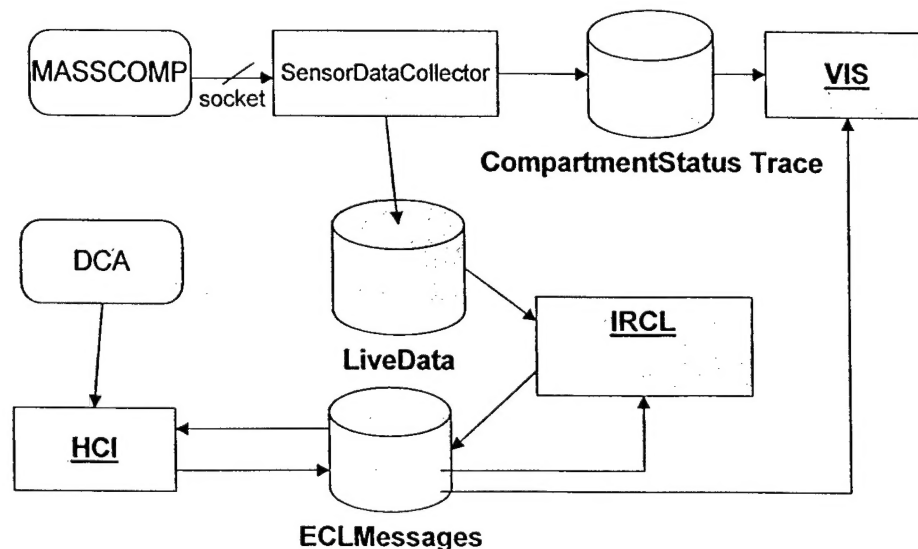 MASSCOMP
socket
SensorDataCollector
VIS
CompartmentStatus Trace
DCA
LiveData
IRCL
HCI
ECLMessages